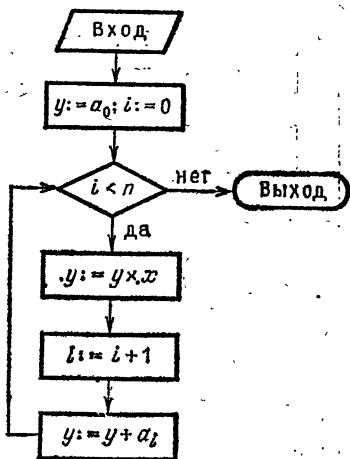 Вход
y:=a₀; i:=0
i < n
нет
Выход
да
y:= y×x
i:= i+1
y:= y+aᵢ